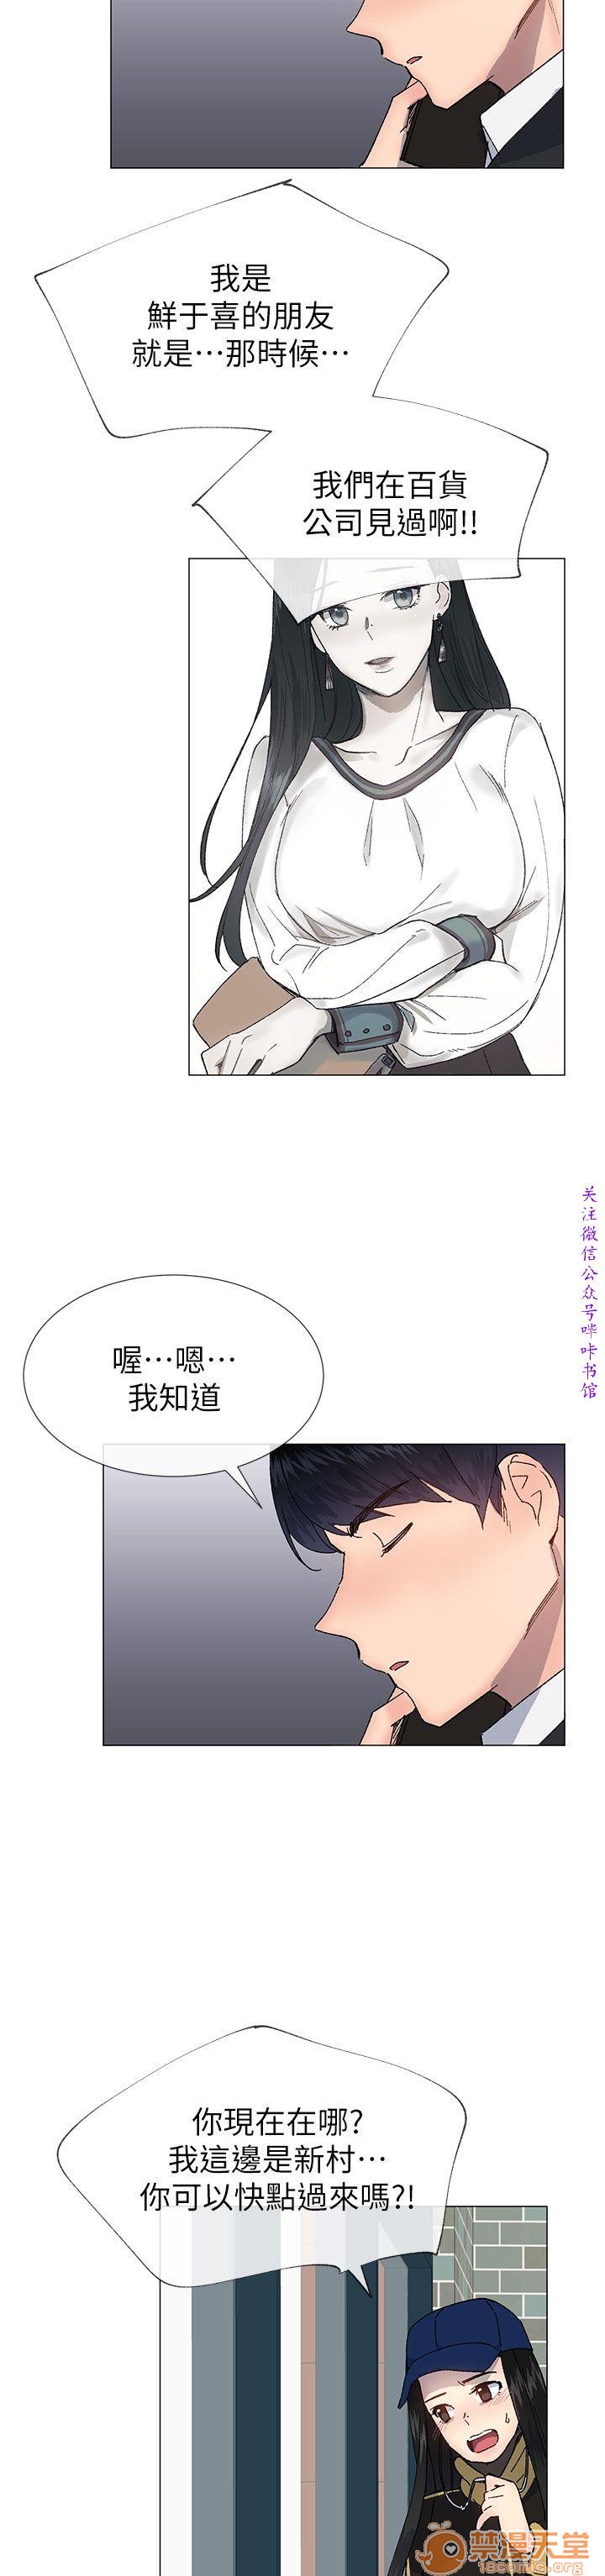 我是
鮮于喜的朋友
就是⋯那時候⋯
我們在百貨
公司見過啊!!
关注微信公众号哔咔书馆
喔⋯嗯⋯
我知道
你現在在哪?
我這邊是新村⋯
你可以快點過來嗎?!
禁漫天堂
18comic.org